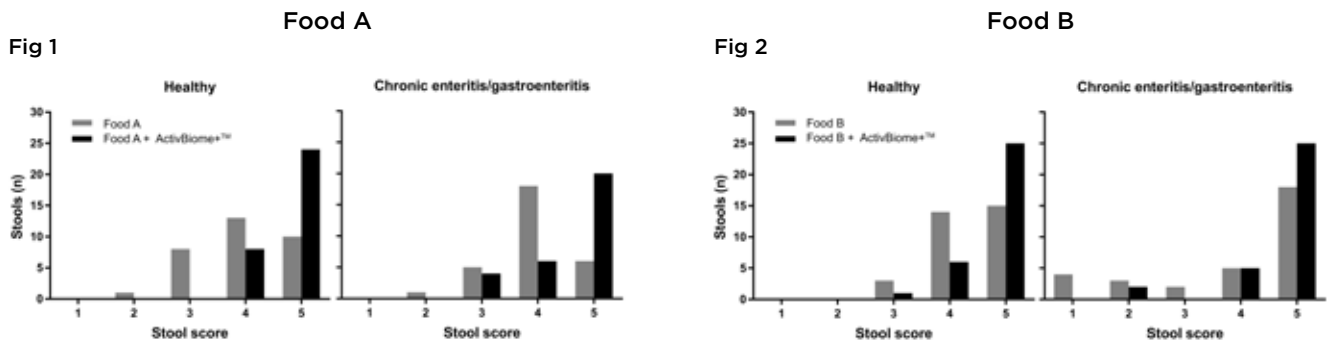 Food A
Fig 1
Healthy
Chronic enteritis/gastroenteritis
Food A
Food A + ActivBiome+™
Stools (n)
30
25
20
15
10
5
0
1 2 3 4 5
Stool score
1 2 3 4 5
Stool score
Food B
Fig 2
Healthy
Chronic enteritis/gastroenteritis
Food B
Food B + ActivBiome+™
Stools (n)
30
25
20
15
10
5
0
1 2 3 4 5
Stool score
1 2 3 4 5
Stool score